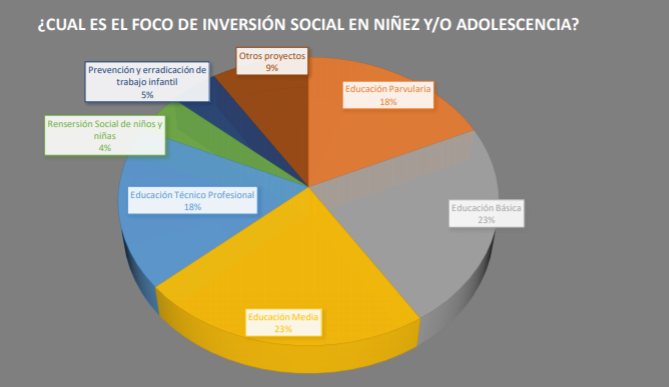 ¿CUAL ES EL FOCO DE INVERSIÓN SOCIAL EN NIÑEZ Y/O ADOLESCENCIA?
Otros proyectos
9%
Prevención y erradicación de
trabajo infantil
5%
Educación Parvularia
18%
Rensersión Social de niños y
niñas
4%
Educación Técnico Profesional
18%
Educación Básica
23%
Educación Media
23%